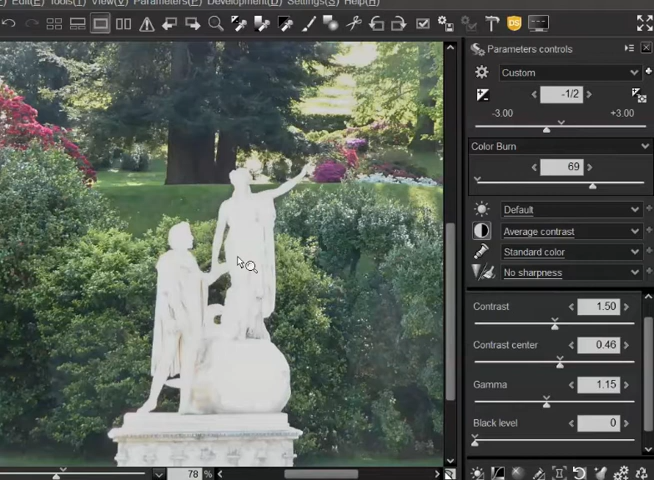 Edit(E) Tools(T) View(V) Parameters(P) Development(D) Settings(S) Help(H)
DS
Parameters controls
Custom
-1/2
-3.00 +3.00
Color Burn
69
Default
Average contrast
Standard color
No sharpness
Contrast 1.50
Contrast center 0.46
Gamma 1.15
Black level 0
78 %